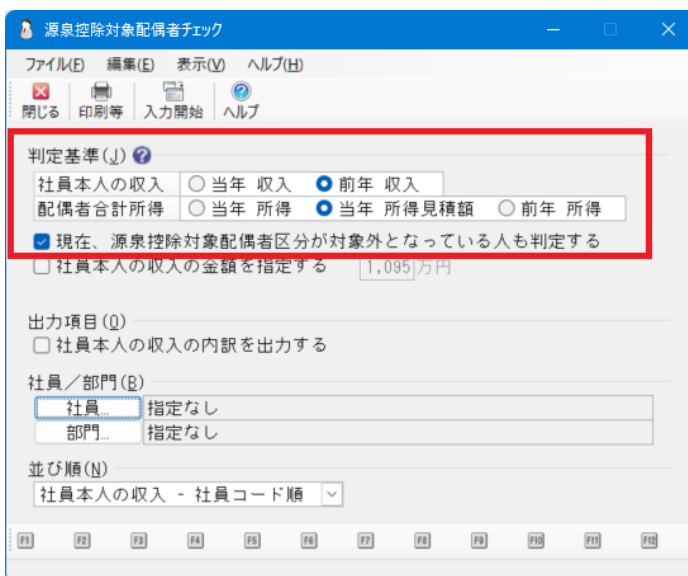 源泉控除対象配偶者チェック
ファイル(F) 編集(E) 表示(V) ヘルプ(H)
閉じる 印刷等 入力開始 ヘルプ
判定基準(J)
社員本人の収入 当年 収入 前年 収入
配偶者合計所得 当年 所得 当年 所得見積額 前年 所得
現在、源泉控除対象配偶者区分が対象外となっている人も判定する
社員本人の収入の金額を指定する 1,095 万円
出力項目(O)
社員本人の収入の内訳を出力する
社員／部門(B)
社員... 指定なし
部門... 指定なし
並び順(N)
社員本人の収入 - 社員コード順
F1 F2 F3 F4 F5 F6 F7 F8 F9 F10 F11 F12